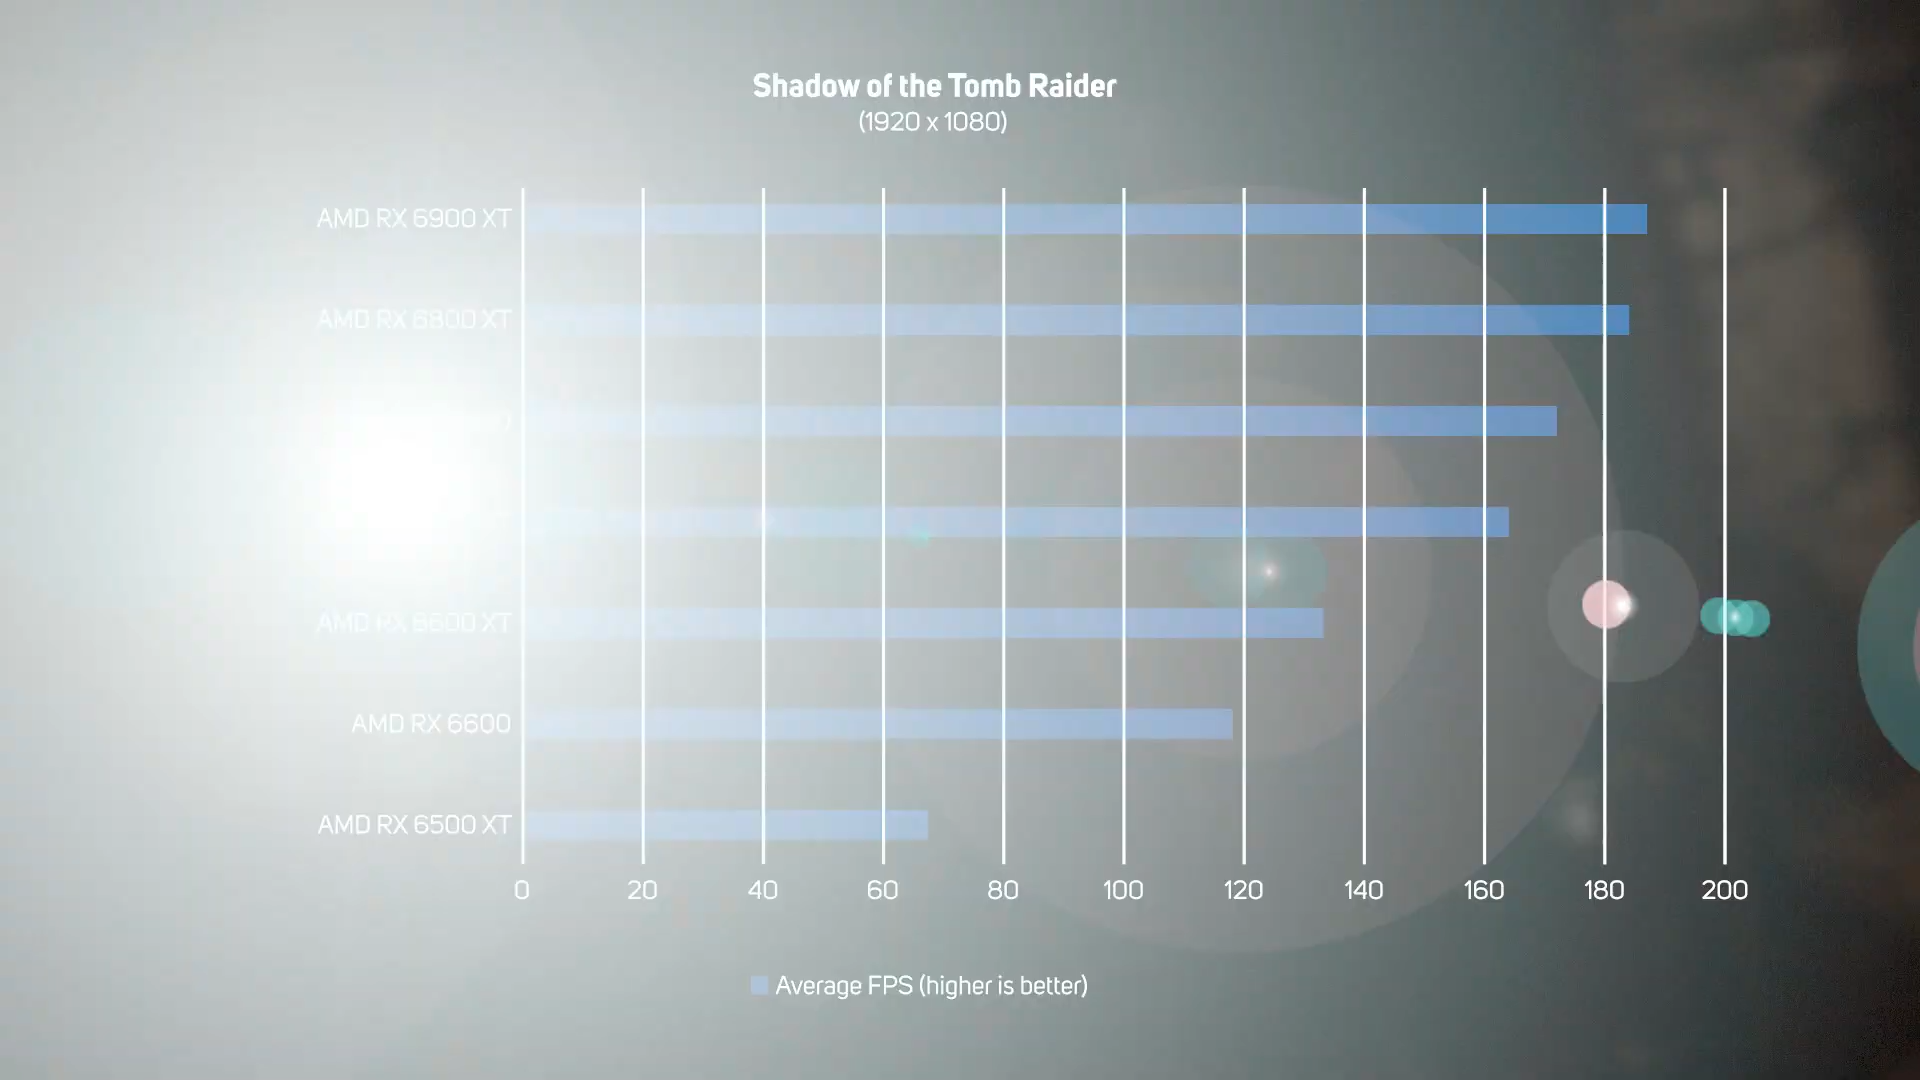 Shadow of the Tomb Raider
(1920 x 1080)
AMD RX 6900 XT
AMD RX 6800 XT
AMD RX 6600 XT
AMD RX 6600
AMD RX 6500 XT
0 20 40 60 80 100 120 140 160 180 200
Average FPS (higher is better)